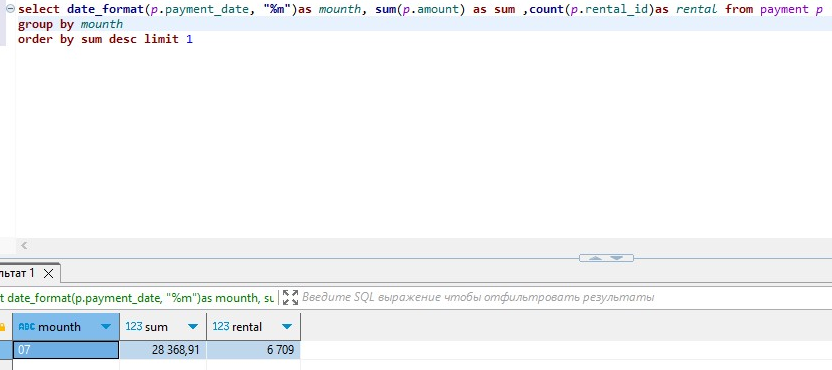 select date_format(p.payment_date, "%m")as mounth, sum(p.amount) as sum ,count(p.rental_id)as rental from payment p
group by mounth
order by sum desc limit 1
льтат 1
t date_format(p.payment_date, "%m")as mounth, su
Введите SQL выражение чтобы отфильтровать результаты
ABC mounth 123 sum 123 rental
07 28 368,91 6 709